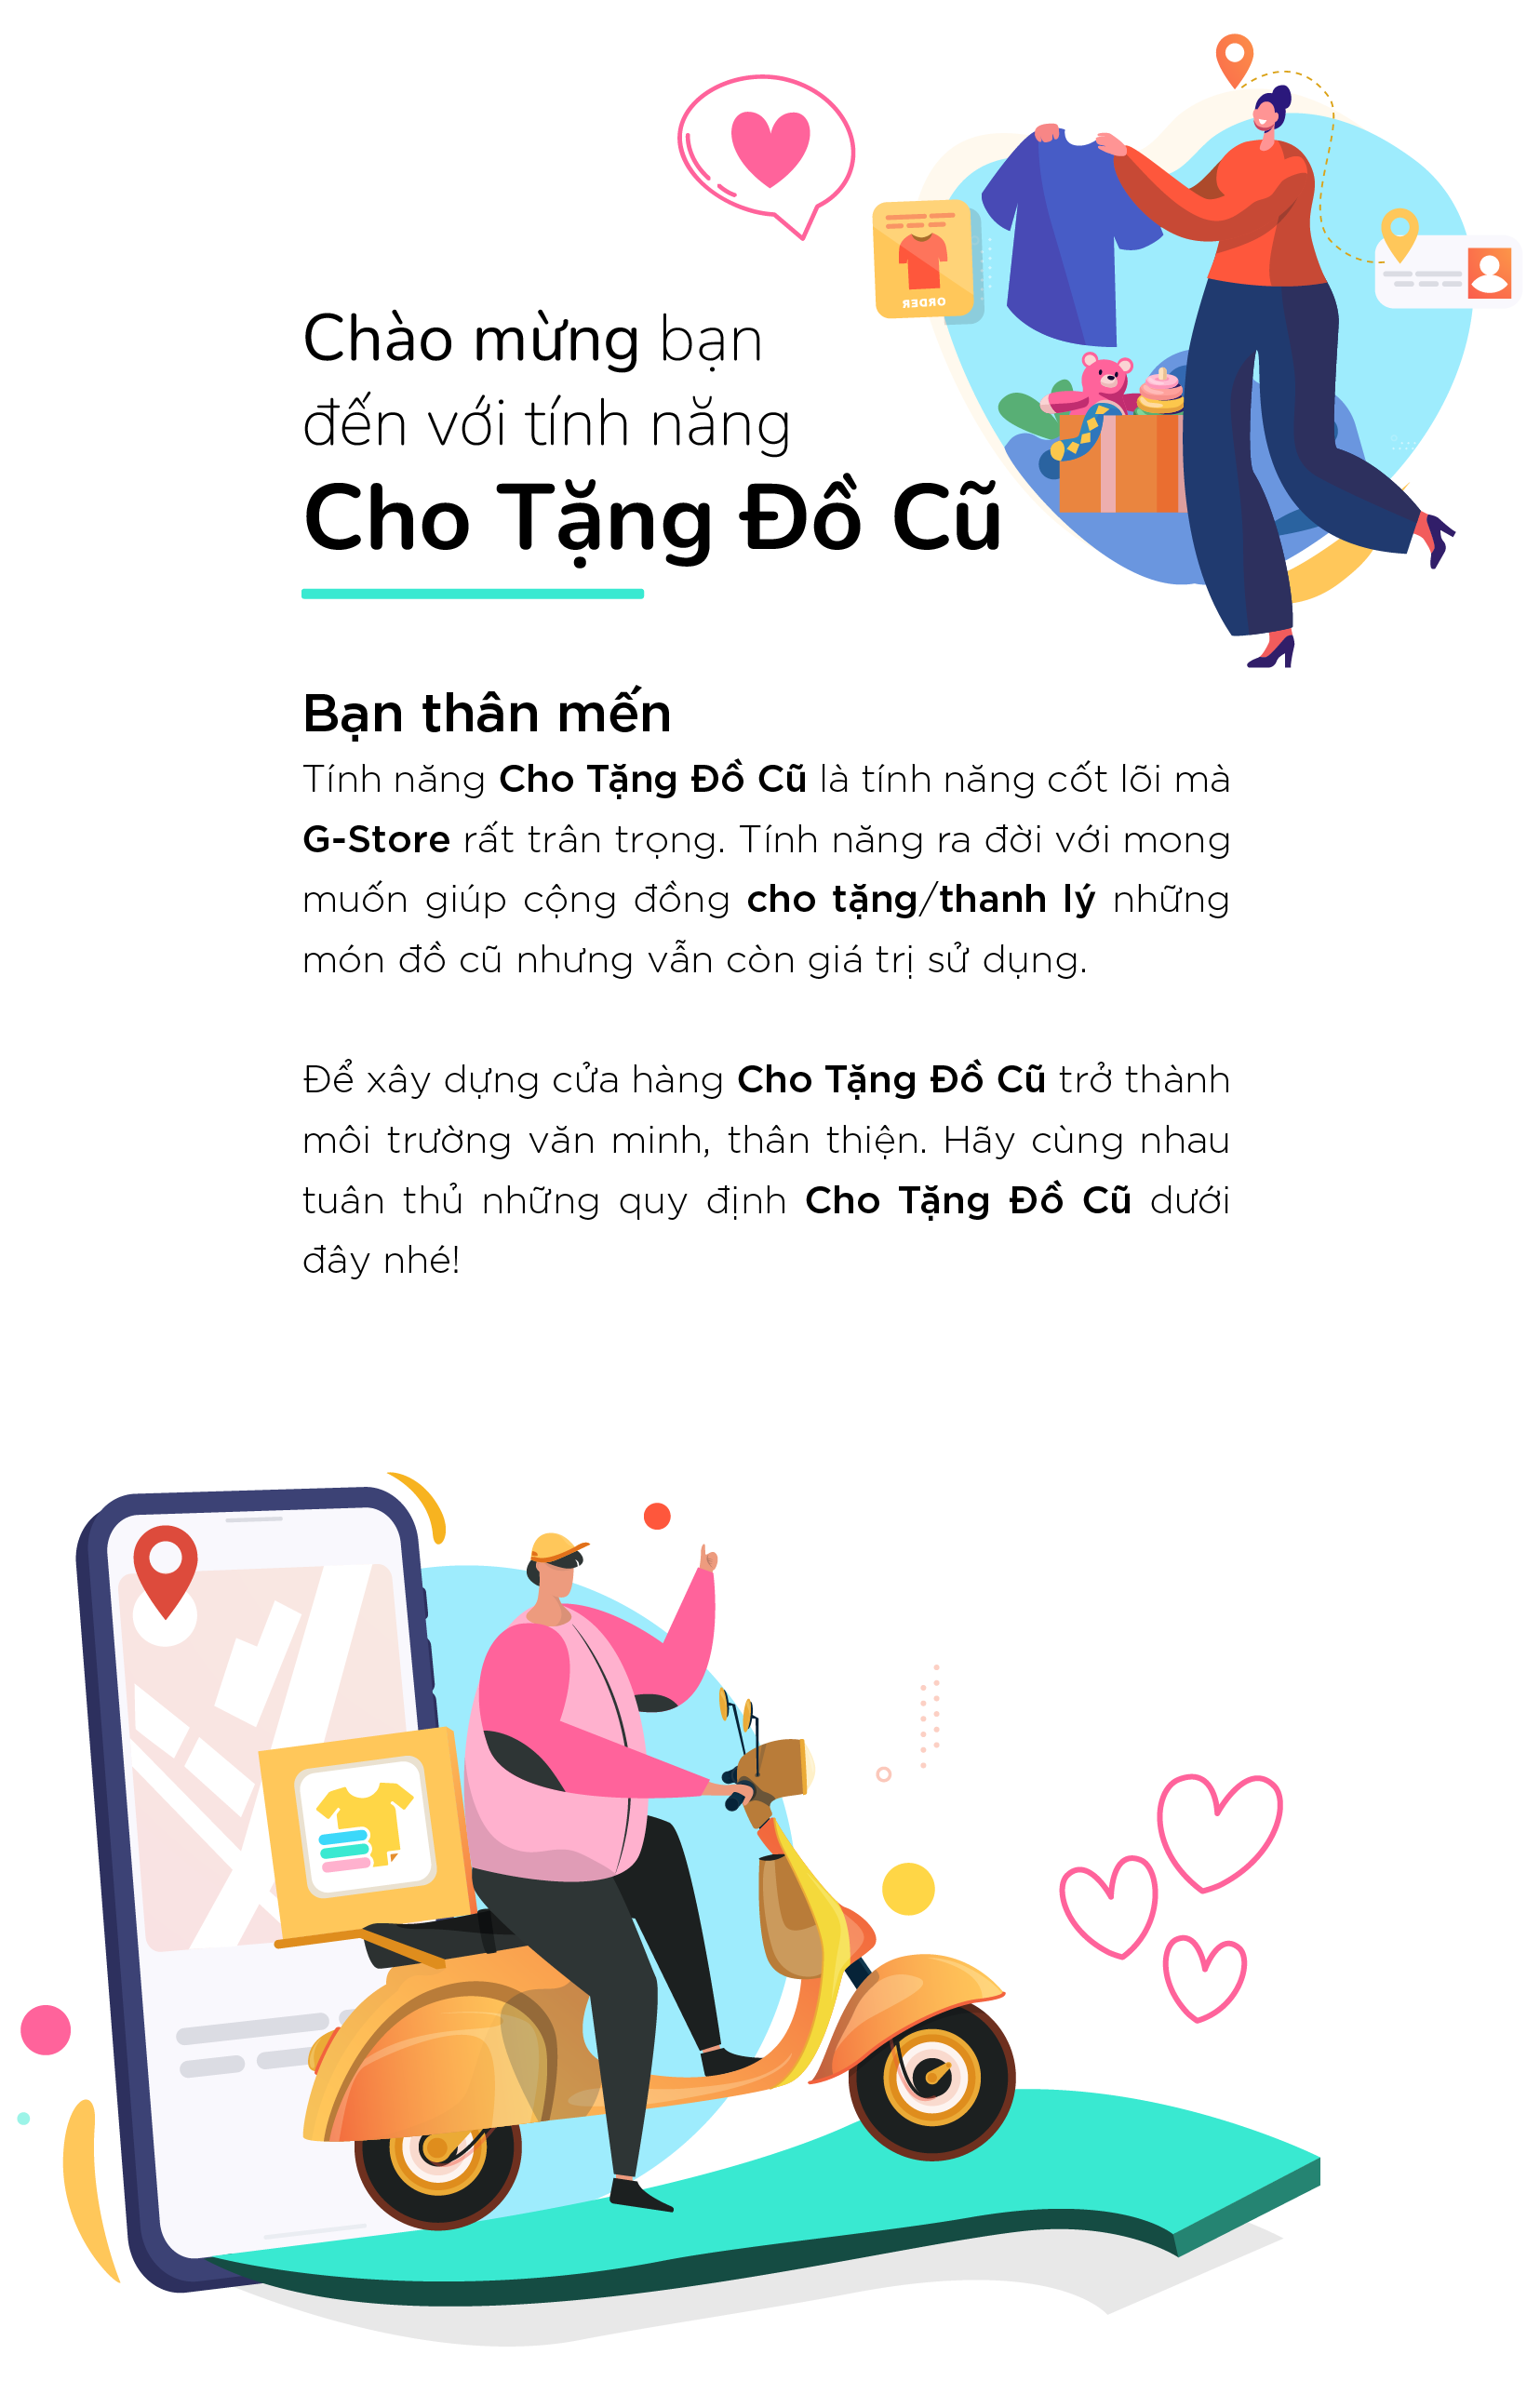 Chào mừng bạn
đến với tính năng
Cho Tặng Đồ Cũ
ORDER
Bạn thân mến
Tính năng Cho Tặng Đồ Cũ là tính năng cốt lõi mà
G-Store rất trân trọng. Tính năng ra đời với mong
muốn giúp cộng đồng cho tặng/thanh lý những
món đồ cũ nhưng vẫn còn giá trị sử dụng.
Để xây dựng cửa hàng Cho Tặng Đồ Cũ trở thành
môi trường văn minh, thân thiện. Hãy cùng nhau
tuân thủ những quy định Cho Tặng Đồ Cũ dưới
đây nhé!